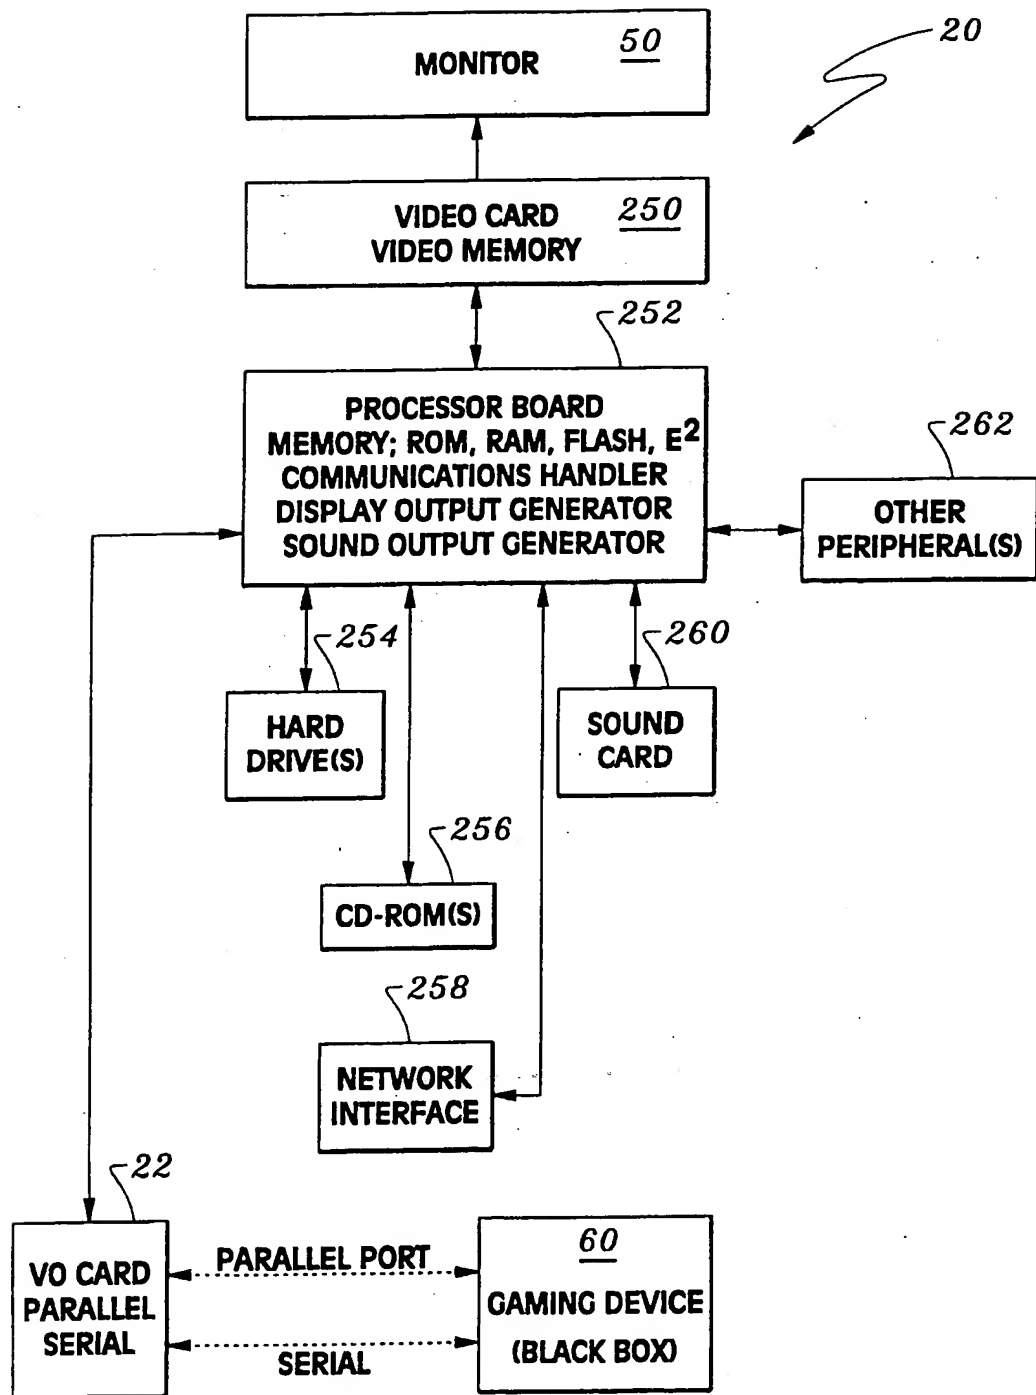 20
MONITOR 50
VIDEO CARD 250
VIDEO MEMORY
252
PROCESSOR BOARD
MEMORY; ROM, RAM, FLASH, E²
COMMUNICATIONS HANDLER
DISPLAY OUTPUT GENERATOR
SOUND OUTPUT GENERATOR
262
OTHER
PERIPHERAL(S)
254
HARD
DRIVE(S)
260
SOUND
CARD
256
CD-ROM(S)
258
NETWORK
INTERFACE
22
VO CARD
PARALLEL
SERIAL
PARALLEL PORT
SERIAL
60
GAMING DEVICE
(BLACK BOX)